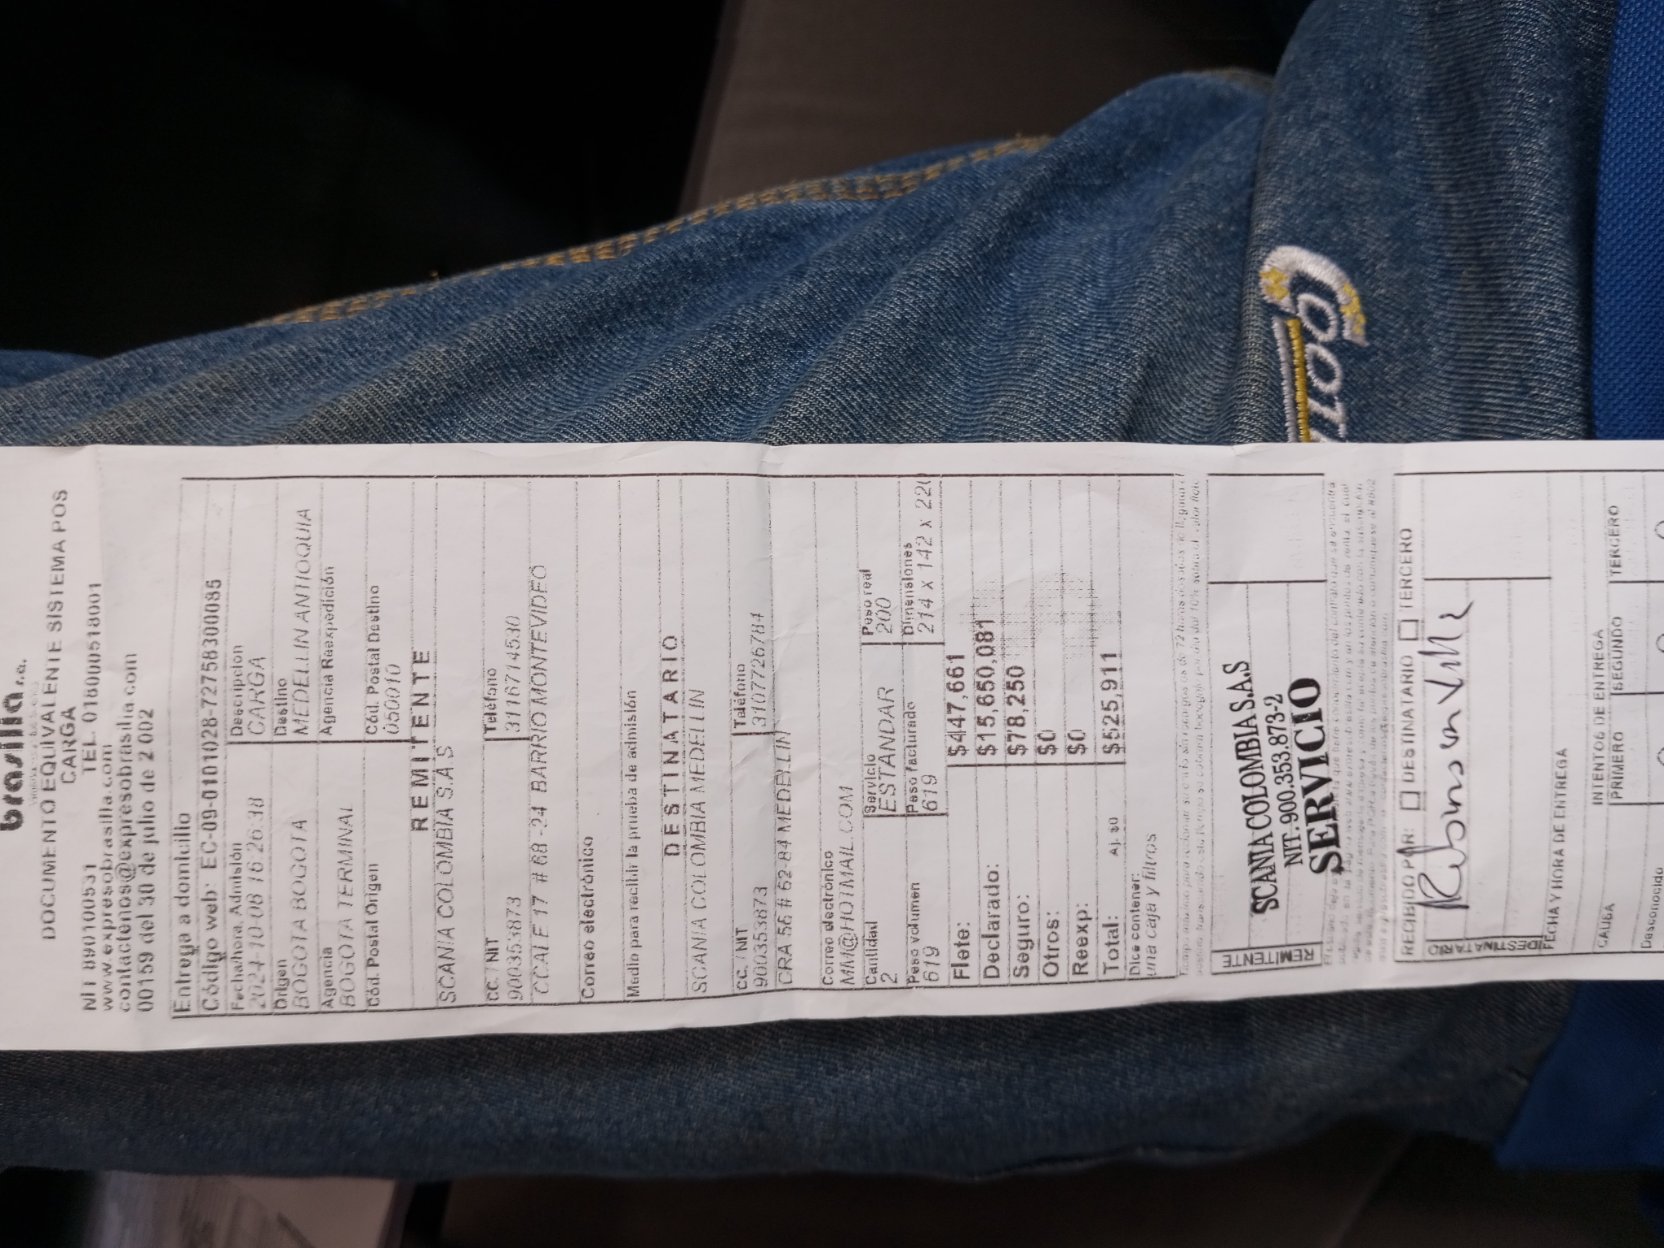 brasilia s.a.
DOCUMENTO EQUIVALENTE SISTEMA POS
CARGA
NIT 890100531 TEL. 018000518001
www.expresobrasilia.com
contactenos@expresobrasilia.com
00159 del 30 de julio de 2002
Entrega a domicilio
Código web: EC-09-0101028-72758300085
Fecha/hora. Admisión Descripción
2024-10-08 16:26:38 CARGA
Origen Destino
BOGOTA BOGOTA MEDELLIN ANTIOQUIA
Agencia Agencia Reexpedición
BOGOTA TERMINAL
Cód. Postal Origen Cód. Postal Destino
050010
REMITENTE
SCANIA COLOMBIA S.A.S
CC. / NIT Teléfono
900353873 3116714530
CCALE 17 # 68 -24 BARRIO MONTEVIDEO
Correo electrónico
Medio para recibir la prueba de admisión
DESTINATARIO
SCANIA COLOMBIA MEDELLIN
CC. / NIT Teléfono
900353873 3107726784
CRA 56 # 62-84 MEDELLIN
Correo electrónico
MM@HOTMAIL.COM
Cantidad Servicio Peso real
2 ESTANDAR 200
Peso volumen Peso facturado Dimensiones
619 619 214 x 142 x 220
Flete: $447,661
Declarado: $15,650,081
Seguro: $78,250
Otros: $0
Reexp: $0
Total: Aj. $0 $525,911
Dice contener:
una caja y filtros
REMITENTE
SCANIA COLOMBIA S.A.S
NIT. 900.353.873-2
SERVICIO
RECIBIDO POR: DESTINATARIO TERCERO
DESTINATARIO
FECHA Y HORA DE ENTREGA
INTENTOS DE ENTREGA
CAUSA PRIMERO SEGUNDO TERCERO
Desconocido